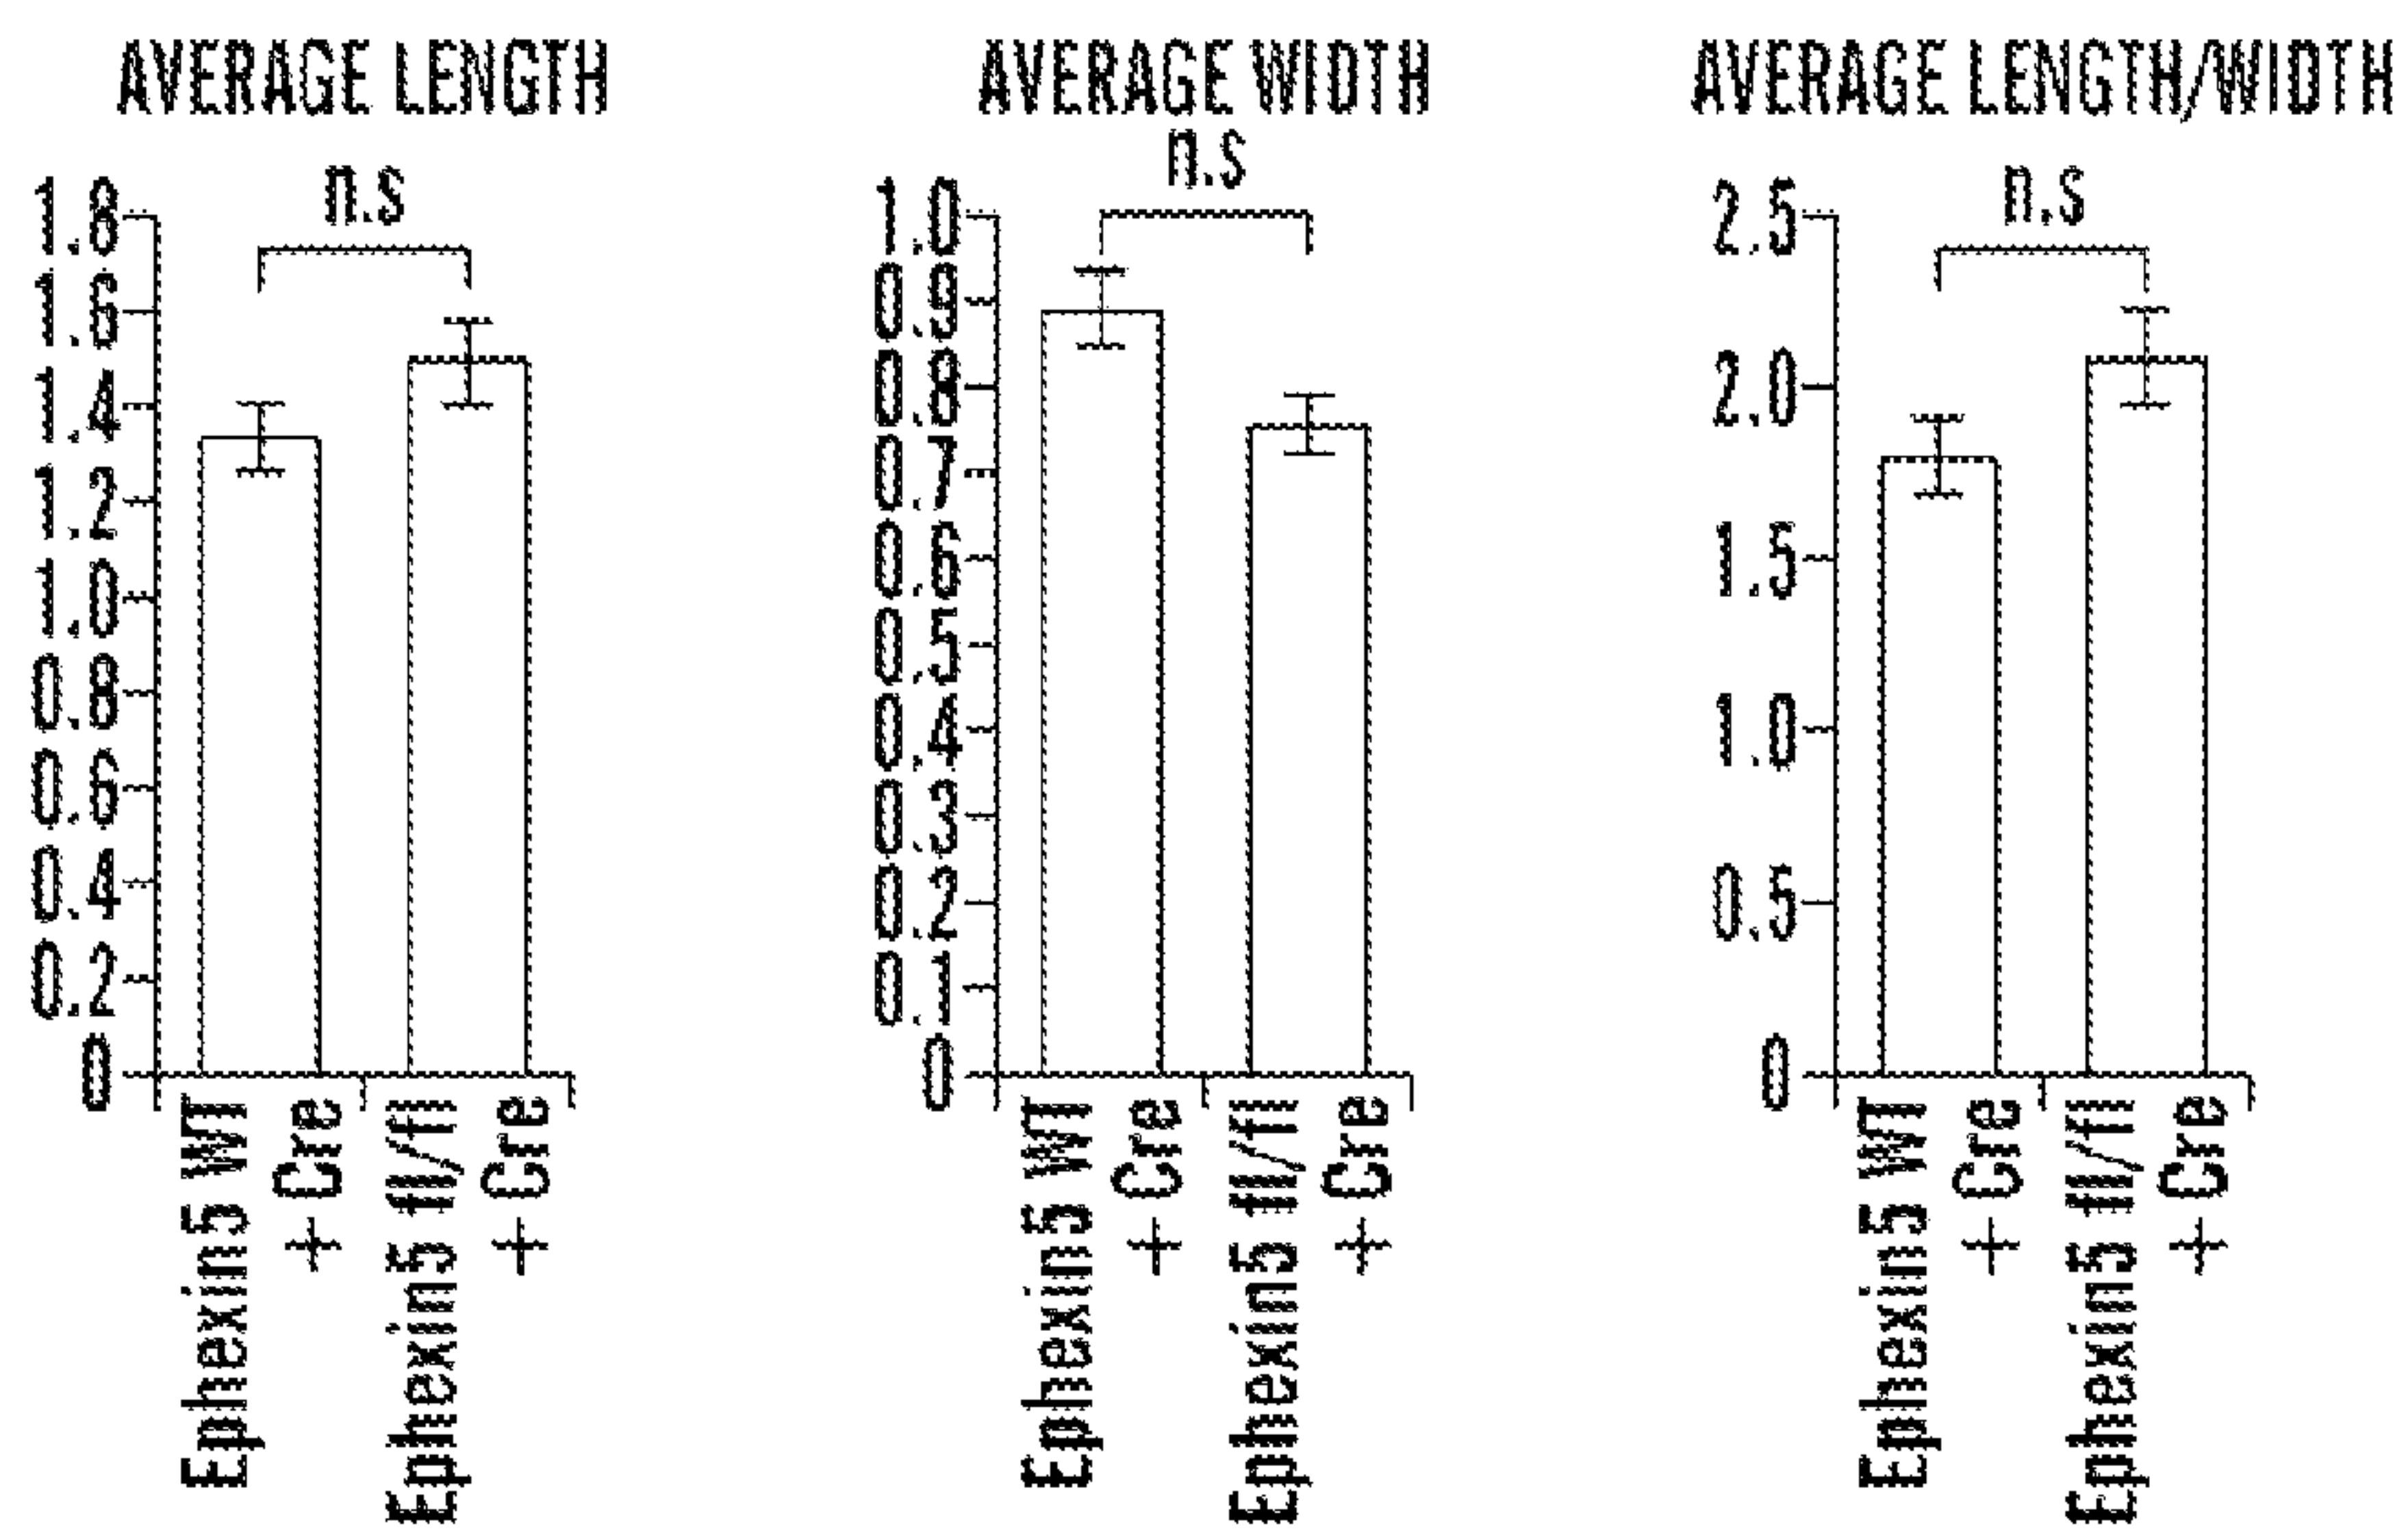 AVERAGE LENGTH
n.s
1.8
1.6
1.4
1.2
1.0
0.8
0.6
0.4
0.2
0
Ephexin5 WT
+ Cre
Ephexin5 fl/fl
+ Cre
AVERAGE WIDTH
n.s
1.0
0.9
0.8
0.7
0.6
0.5
0.4
0.3
0.2
0.1
0
Ephexin5 WT
+ Cre
Ephexin5 fl/fl
+ Cre
AVERAGE LENGTH/WIDTH
n.s
2.5
2.0
1.5
1.0
0.5
0
Ephexin5 WT
+ Cre
Ephexin5 fl/fl
+ Cre